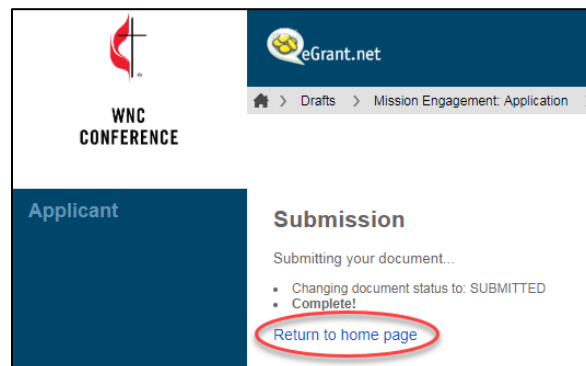 eGrant.net
Drafts > Mission Engagement: Application
WNC
CONFERENCE
Applicant
Submission
Submitting your document...
• Changing document status to: SUBMITTED
• Complete!
Return to home page